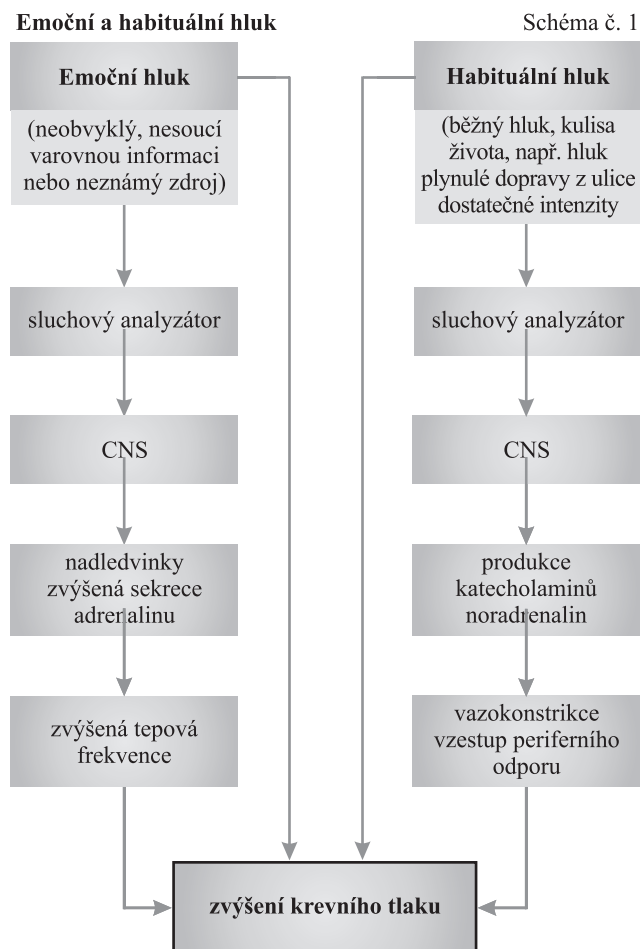 Emoční a habituální hluk
Schéma č. 1
Emoční hluk
(neobvyklý, nesoucí
varovnou informaci
nebo neznámý zdroj)
sluchový analyzátor
CNS
nadledvinky
zvýšená sekrece
adrenalinu
zvýšená tepová
frekvence
Habituální hluk
(běžný hluk, kulisa
života, např. hluk
plynulé dopravy z ulice
dostatečné intenzity
sluchový analyzátor
CNS
produkce
katecholaminů
noradrenalin
vazokonstrikce
vzestup periferního
odporu
zvýšení krevního tlaku